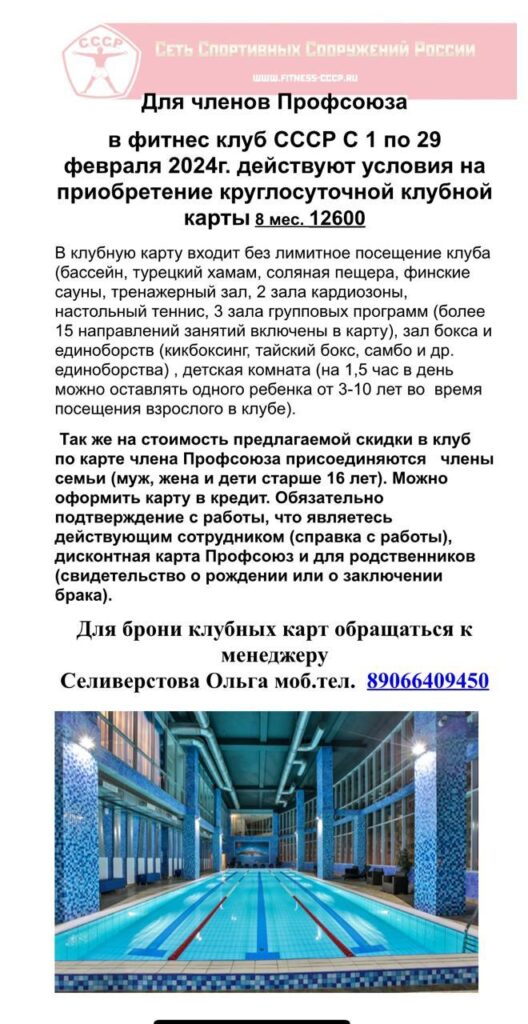 СССР
Сеть Спортивных Сооружений России
www.fitness-cccp.ru
Для членов Профсоюза
в фитнес клуб СССР С 1 по 29
февраля 2024г. действуют условия на
приобретение круглосуточной клубной
карты 8 мес. 12600
В клубную карту входит без лимитное посещение клуба
(бассейн, турецкий хамам, соляная пещера, финские
сауны, тренажерный зал, 2 зала кардиозоны,
настольный теннис, 3 зала групповых программ (более
15 направлений занятий включены в карту), зал бокса и
единоборств (кикбоксинг, тайский бокс, самбо и др.
единоборства) , детская комната (на 1,5 час в день
можно оставлять одного ребенка от 3-10 лет во время
посещения взрослого в клубе).
Так же на стоимость предлагаемой скидки в клуб
по карте члена Профсоюза присоединяются члены
семьи (муж, жена и дети старше 16 лет). Можно
оформить карту в кредит. Обязательно
подтверждение с работы, что являетесь
действующим сотрудником (справка с работы),
дисконтная карта Профсоюз и для родственников
(свидетельство о рождении или о заключении
брака).
Для брони клубных карт обращаться к
менеджеру
Селиверстова Ольга моб.тел. 89066409450